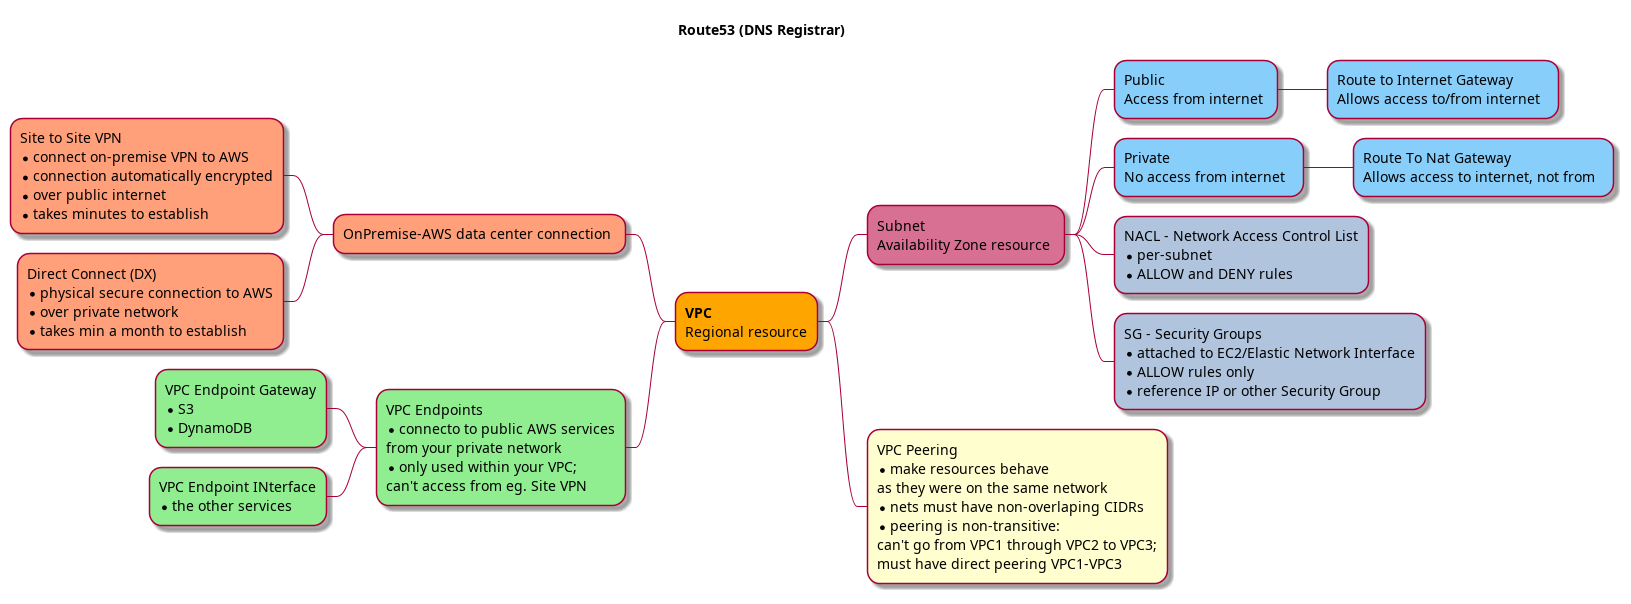 Route53 (DNS Registrar)
Site to Site VPN
• connect on-premise VPN to AWS
• connection automatically encrypted
• over public internet
• takes minutes to establish
Direct Connect (DX)
• physical secure connection to AWS
• over private network
• takes min a month to establish
OnPremise-AWS data center connection
VPC Endpoint Gateway
• S3
• DynamoDB
VPC Endpoint INterface
• the other services
VPC Endpoints
• connecto to public AWS services
from your private network
• only used within your VPC;
can't access from eg. Site VPN
VPC
Regional resource
Subnet
Availability Zone resource
Public
Access from internet
Route to Internet Gateway
Allows access to/from internet
Private
No access from internet
Route To Nat Gateway
Allows access to internet, not from
NACL - Network Access Control List
• per-subnet
• ALLOW and DENY rules
SG - Security Groups
• attached to EC2/Elastic Network Interface
• ALLOW rules only
• reference IP or other Security Group
VPC Peering
• make resources behave
as they were on the same network
• nets must have non-overlaping CIDRs
• peering is non-transitive:
can't go from VPC1 through VPC2 to VPC3;
must have direct peering VPC1-VPC3